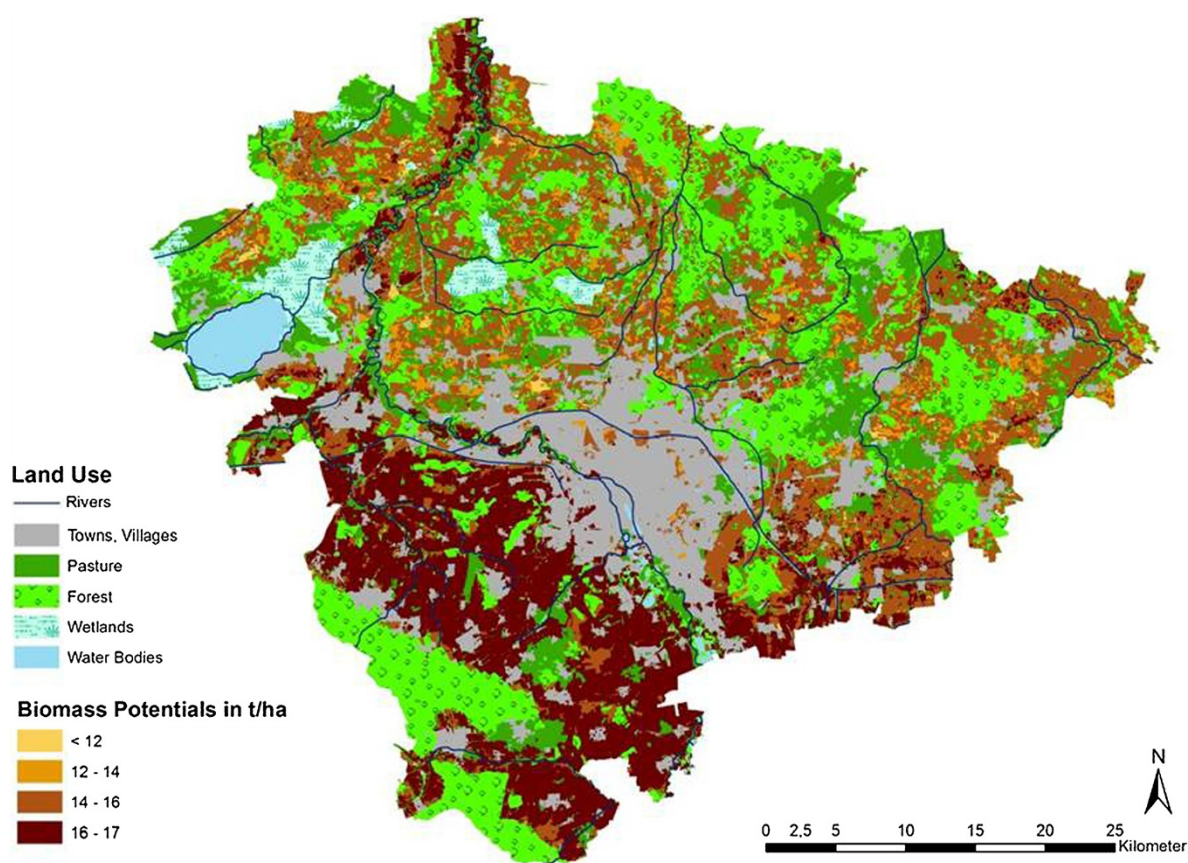 Land Use
Rivers
Towns, Villages
Pasture
Forest
Wetlands
Water Bodies
Biomass Potentials in t/ha
< 12
12 - 14
14 - 16
16 - 17
N
0 2,5 5 10 15 20 25
Kilometer